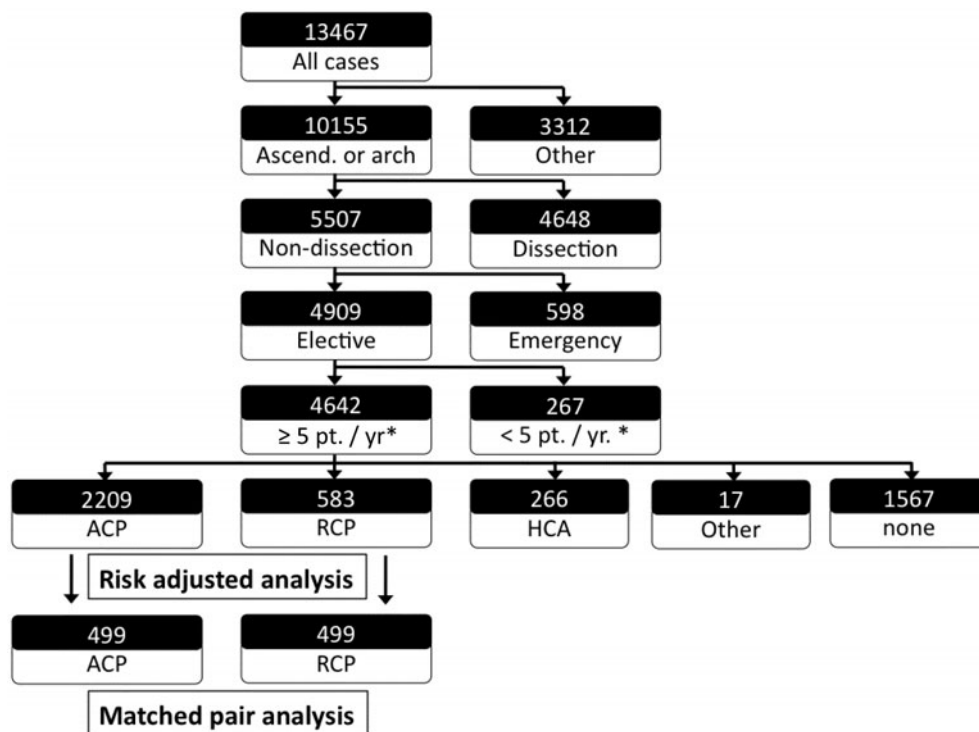 13467
All cases
10155
Ascend. or arch
3312
Other
5507
Non-dissection
4648
Dissection
4909
Elective
598
Emergency
4642
≥ 5 pt. / yr*
267
< 5 pt. / yr. *
2209
ACP
583
RCP
266
HCA
17
Other
1567
none
Risk adjusted analysis
499
ACP
499
RCP
Matched pair analysis